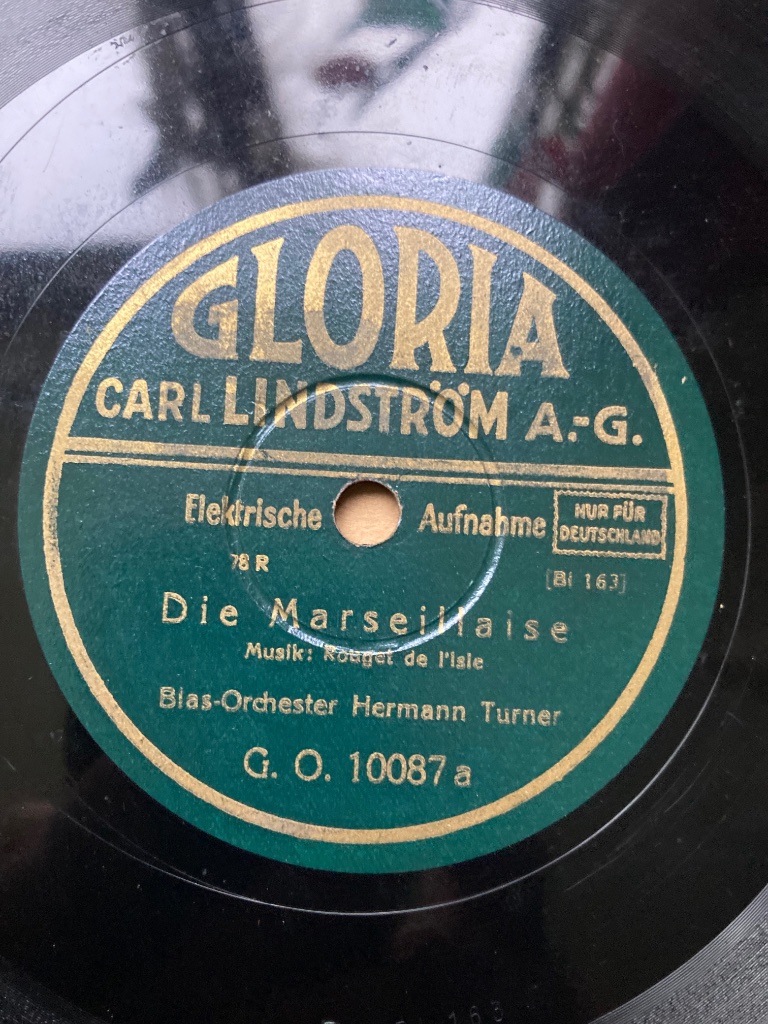 GLORIA
CARL LINDSTRÖM A.-G.
Elektrische Aufnahme
NUR FÜR
DEUTSCHLAND
78 R
[Bi 163]
Die Marseillaise
Musik: Rouget de l'Isle
Blas-Orchester Hermann Turner
G. O. 10087 a
163